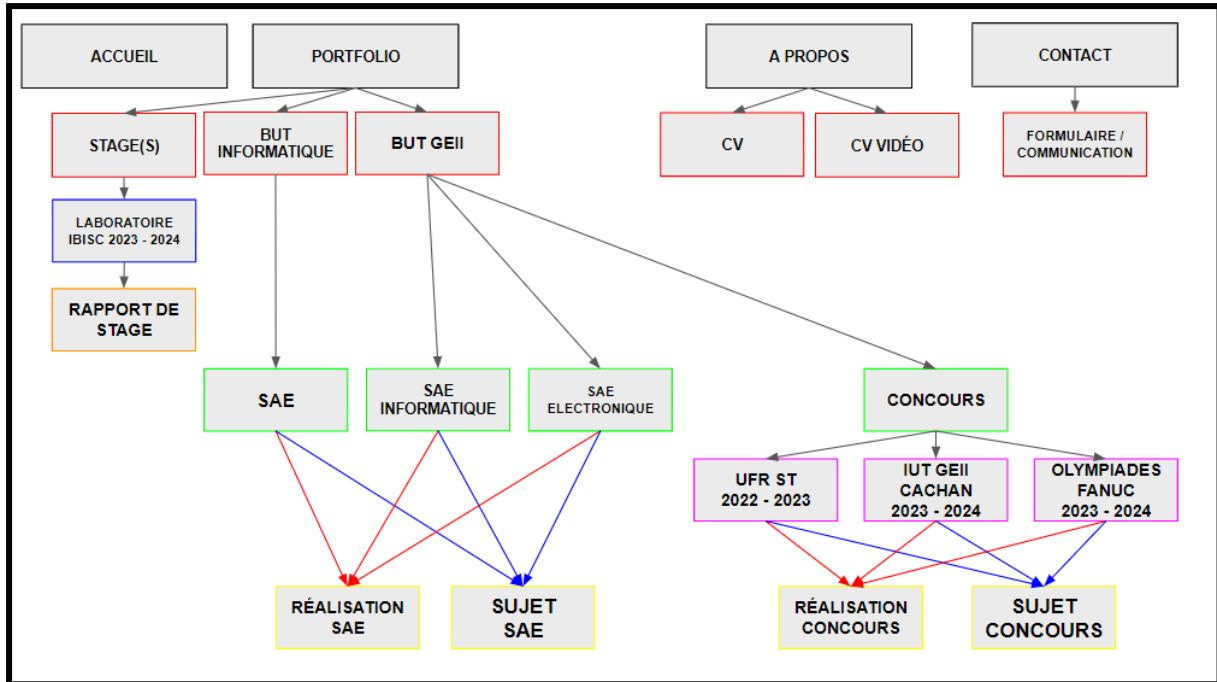 ACCUEIL
PORTFOLIO
A PROPOS
CONTACT
STAGE(S)
BUT
INFORMATIQUE
BUT GEII
CV
CV VIDÉO
FORMULAIRE /
COMMUNICATION
LABORATOIRE
IBISC 2023 - 2024
RAPPORT DE
STAGE
SAE
SAE
INFORMATIQUE
SAE
ELECTRONIQUE
CONCOURS
UFR ST
2022 - 2023
IUT GEII
CACHAN
2023 - 2024
OLYMPIADES
FANUC
2023 - 2024
RÉALISATION
SAE
SUJET
SAE
RÉALISATION
CONCOURS
SUJET
CONCOURS